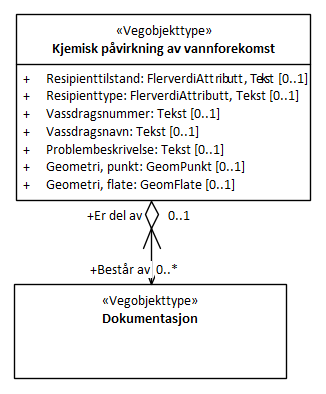 «Vegobjekttype»
Kjemisk påvirkning av vannforekomst
+ Resipienttilstand: FlerverdiAttributt, Tekst [0..1]
+ Resipienttype: FlerverdiAttributt, Tekst [0..1]
+ Vassdragsnummer: Tekst [0..1]
+ Vassdragsnavn: Tekst [0..1]
+ Problembeskrivelse: Tekst [0..1]
+ Geometri, punkt: GeomPunkt [0..1]
+ Geometri, flate: GeomFlate [0..1]
+Er del av 0..1
+Består av 0..*
«Vegobjekttype»
Dokumentasjon